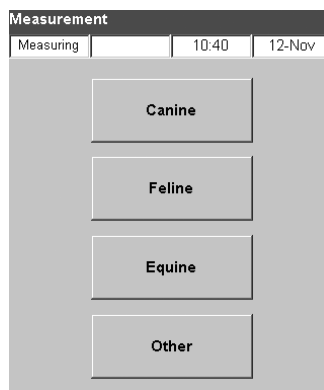 Measurement
Measuring 10:40 12-Nov
Canine
Feline
Equine
Other